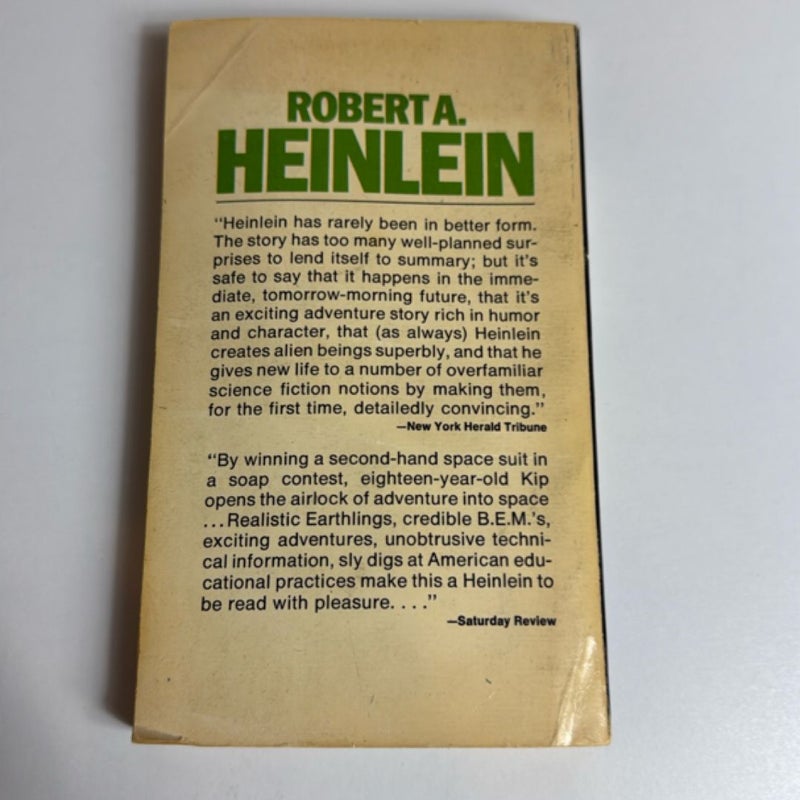 ROBERT A.
HEINLEIN
“Heinlein has rarely been in better form.
The story has too many well-planned sur-
prises to lend itself to summary; but it’s
safe to say that it happens in the imme-
diate, tomorrow-morning future, that it’s
an exciting adventure story rich in humor
and character, that (as always) Heinlein
creates alien beings superbly, and that he
gives new life to a number of overfamiliar
science fiction notions by making them,
for the first time, detailedly convincing.”
—New York Herald Tribune
“By winning a second-hand space suit in
a soap contest, eighteen-year-old Kip
opens the airlock of adventure into space
...Realistic Earthlings, credible B.E.M.’s,
exciting adventures, unobtrusive techni-
cal information, sly digs at American edu-
cational practices make this a Heinlein to
be read with pleasure. . . .”
—Saturday Review